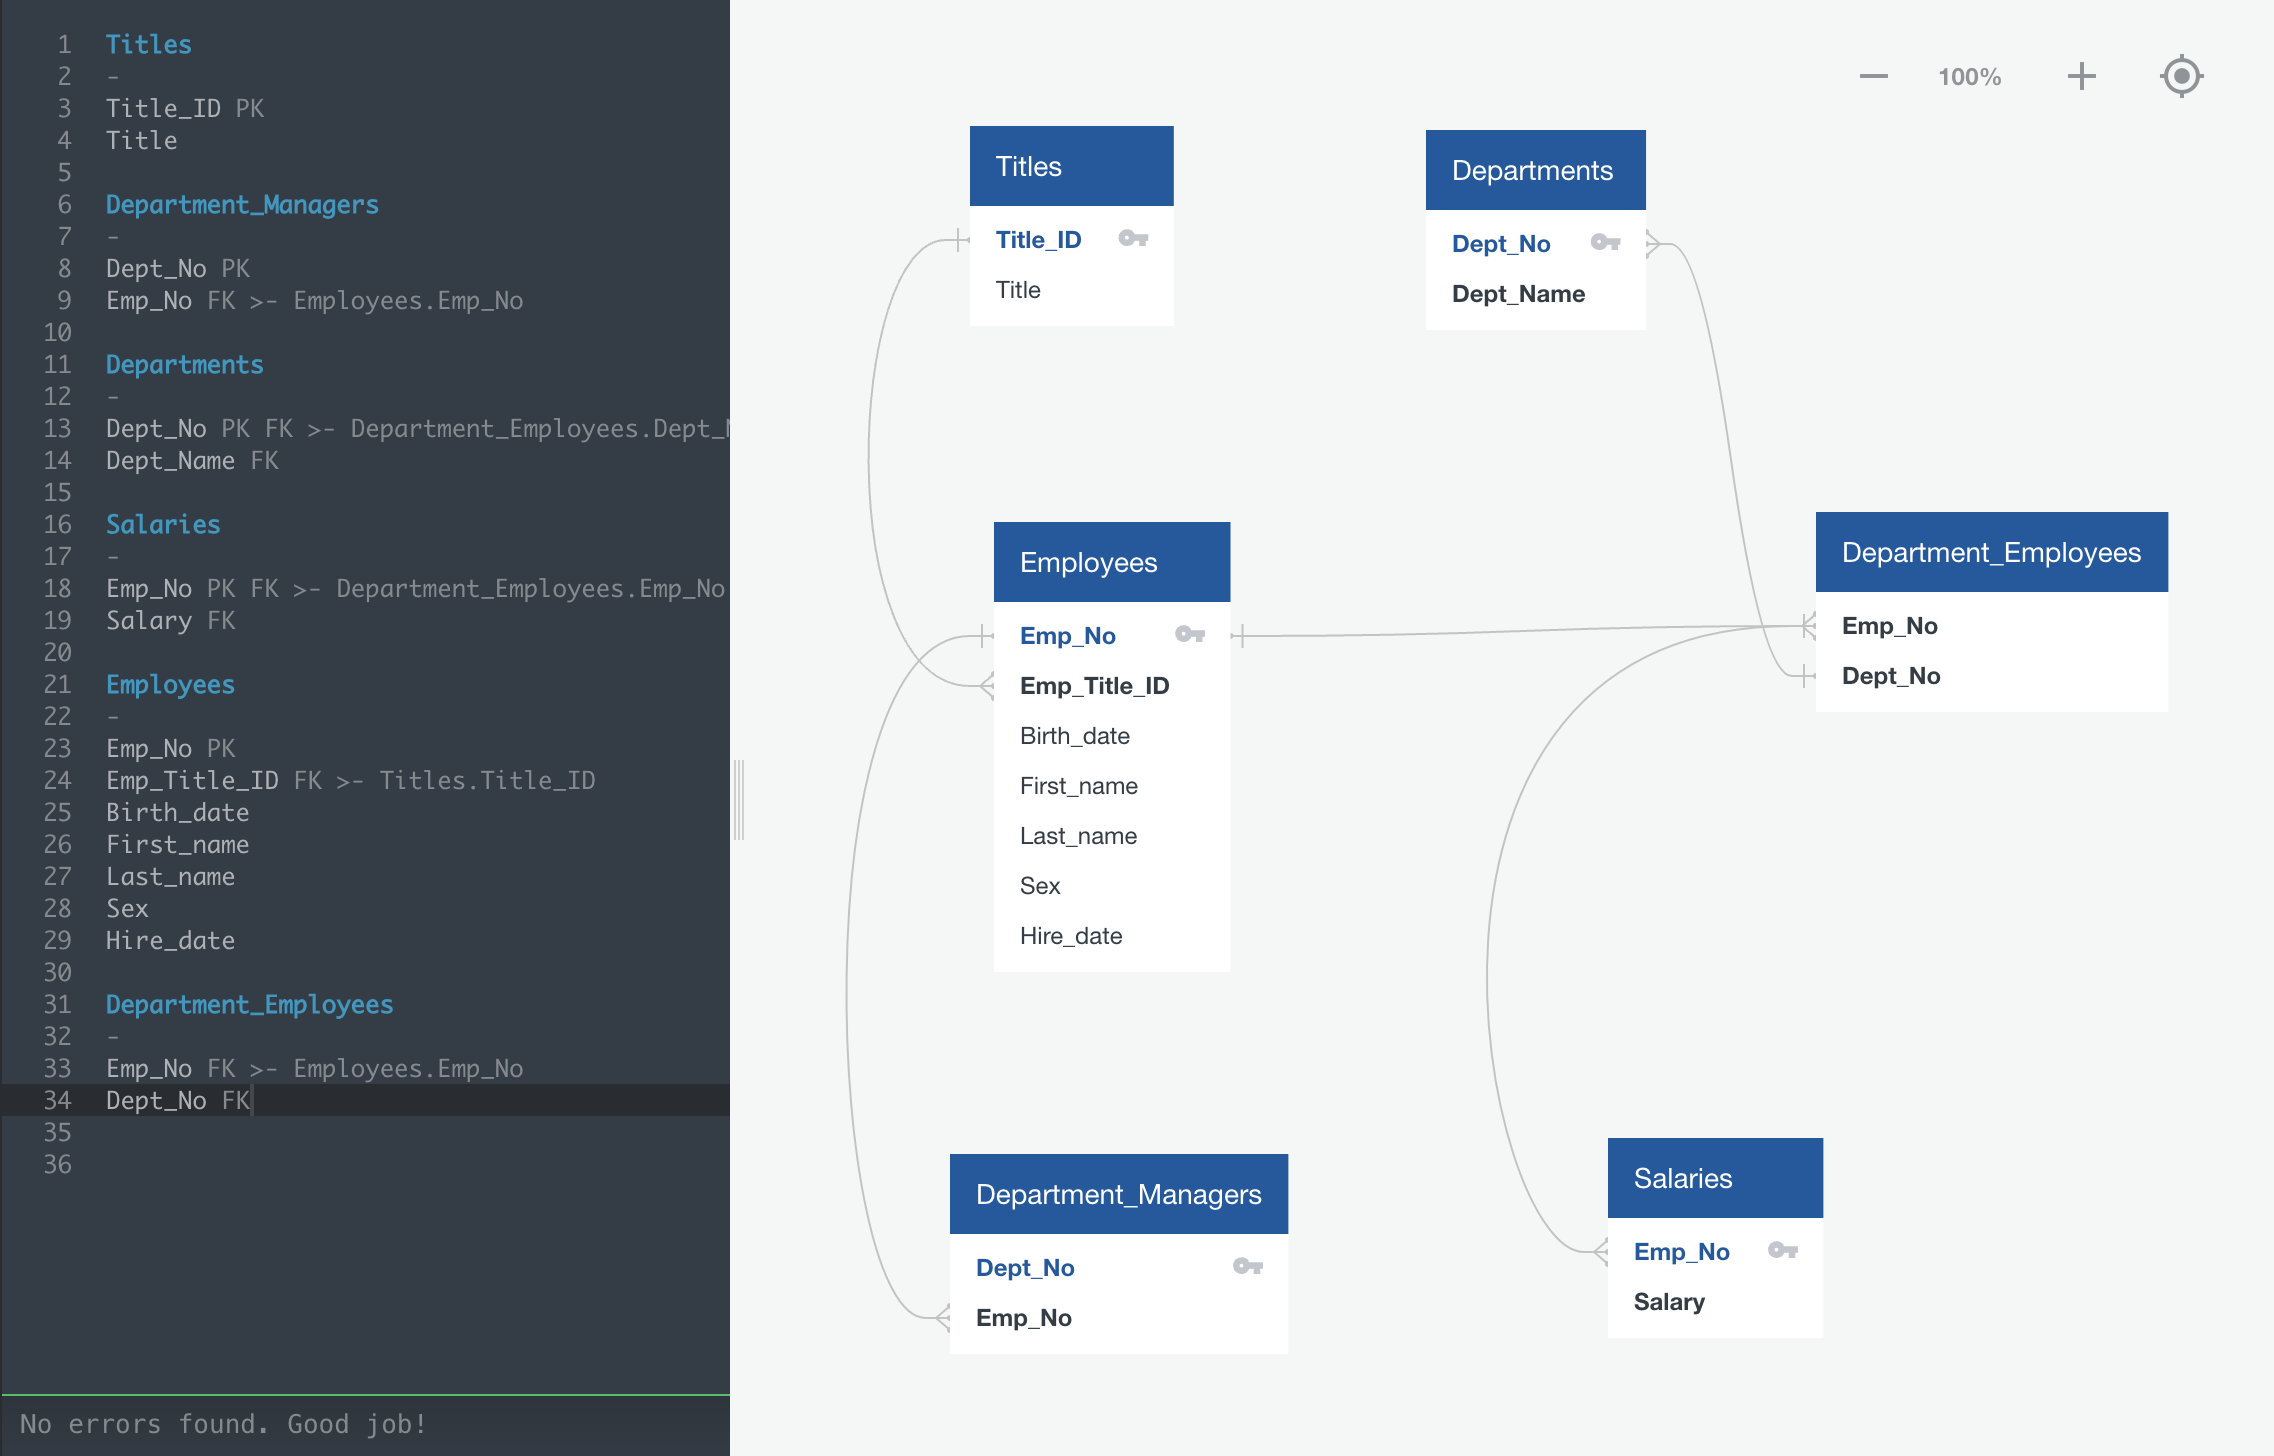 1 Titles
2 -
3 Title_ID PK
4 Title
5
6 Department_Managers
7 -
8 Dept_No PK
9 Emp_No FK >- Employees.Emp_No
10
11 Departments
12 -
13 Dept_No PK FK >- Department_Employees.Dept_N
14 Dept_Name FK
15
16 Salaries
17 -
18 Emp_No PK FK >- Department_Employees.Emp_No
19 Salary FK
20
21 Employees
22 -
23 Emp_No PK
24 Emp_Title_ID FK >- Titles.Title_ID
25 Birth_date
26 First_name
27 Last_name
28 Sex
29 Hire_date
30
31 Department_Employees
32 -
33 Emp_No FK >- Employees.Emp_No
34 Dept_No FK
35
36
No errors found. Good job!
100%
Titles
Title_ID
Title
Departments
Dept_No
Dept_Name
Employees
Emp_No
Emp_Title_ID
Birth_date
First_name
Last_name
Sex
Hire_date
Department_Employees
Emp_No
Dept_No
Department_Managers
Dept_No
Emp_No
Salaries
Emp_No
Salary